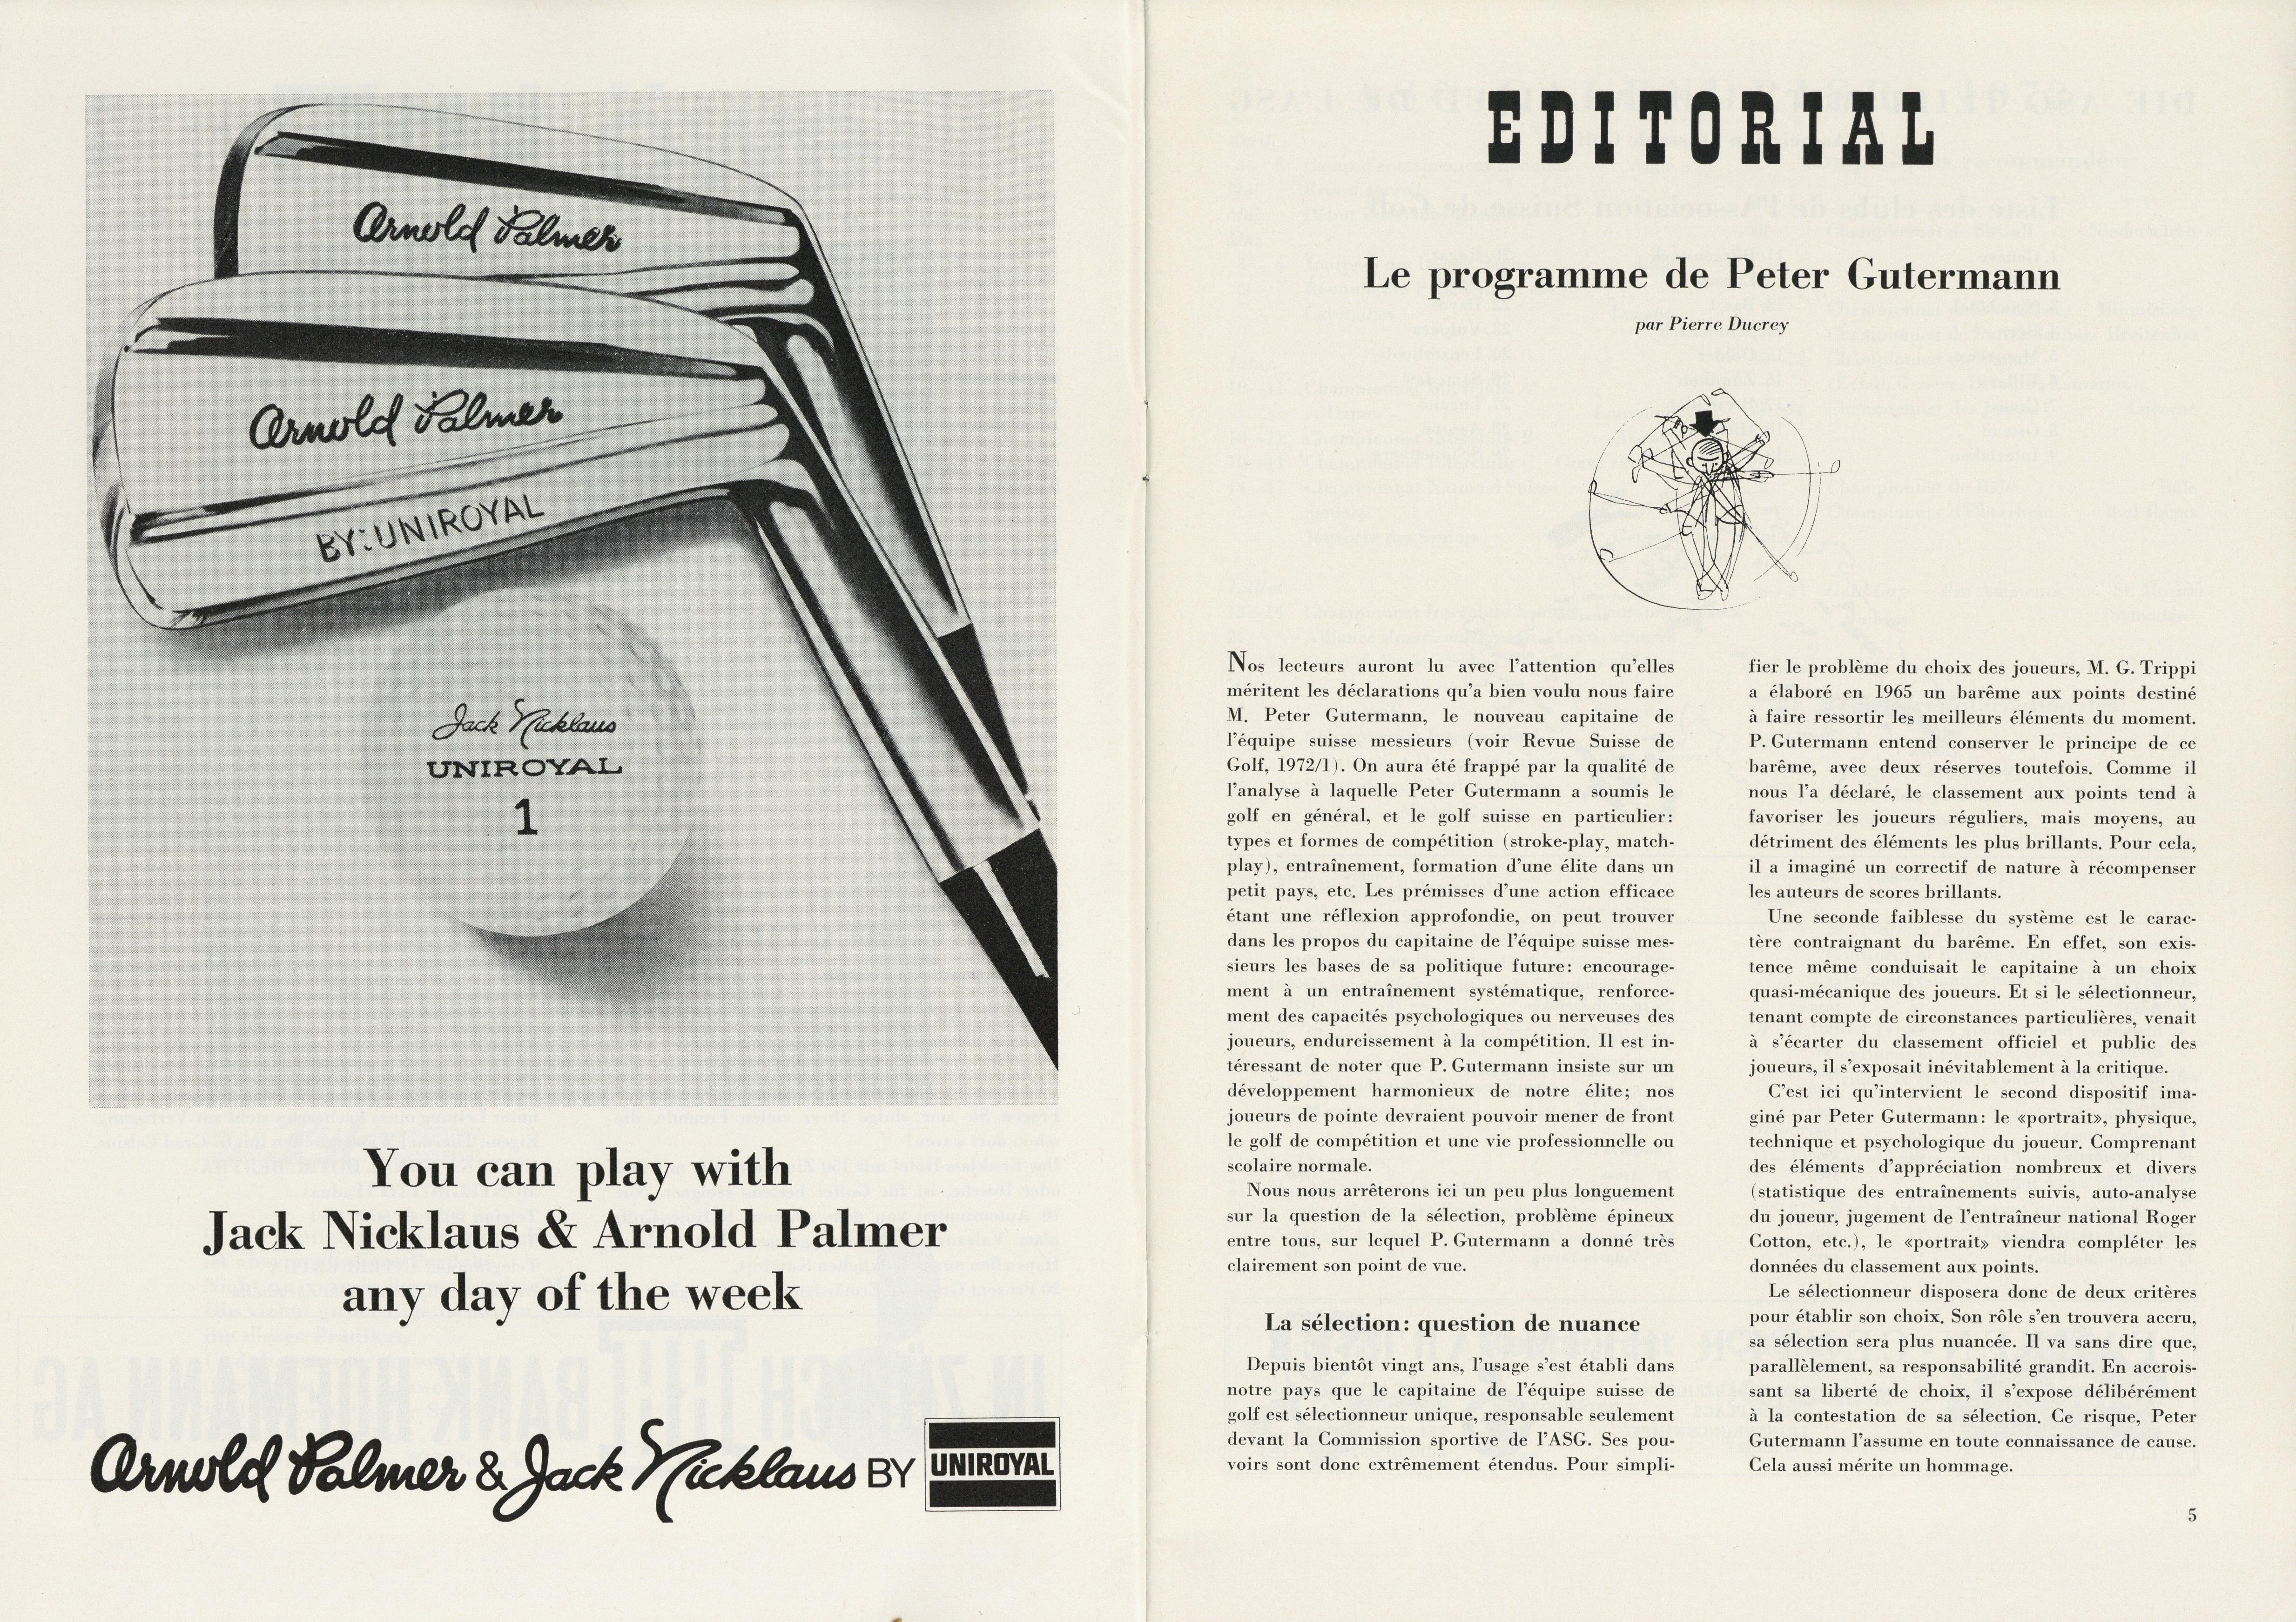 Arnold Palmer
Arnold Palmer
BY: UNIROYAL
Jack Nicklaus
UNIROYAL
1
You can play with
Jack Nicklaus & Arnold Palmer
any day of the week
Arnold Palmer & Jack Nicklaus BY UNIROYAL
EDITORIAL
Le programme de Peter Gutermann
par Pierre Ducrey
Nos lecteurs auront lu avec l'attention qu'elles
méritent les déclarations qu'a bien voulu nous faire
M. Peter Gutermann, le nouveau capitaine de
l'équipe suisse messieurs (voir Revue Suisse de
Golf, 1972/1). On aura été frappé par la qualité de
l'analyse à laquelle Peter Gutermann a soumis le
golf en général, et le golf suisse en particulier:
types et formes de compétition (stroke-play, match-
play), entraînement, formation d'une élite dans un
petit pays, etc. Les prémisses d'une action efficace
étant une réflexion approfondie, on peut trouver
dans les propos du capitaine de l'équipe suisse mes-
sieurs les bases de sa politique future: encourage-
ment à un entraînement systématique, renforce-
ment des capacités psychologiques ou nerveuses des
joueurs, endurcissement à la compétition. Il est in-
téressant de noter que P. Gutermann insiste sur un
développement harmonieux de notre élite; nos
joueurs de pointe devraient pouvoir mener de front
le golf de compétition et une vie professionnelle ou
scolaire normale.
Nous nous arrêterons ici un peu plus longuement
sur la question de la sélection, problème épineux
entre tous, sur lequel P. Gutermann a donné très
clairement son point de vue.
La sélection: question de nuance
Depuis bientôt vingt ans, l'usage s'est établi dans
notre pays que le capitaine de l'équipe suisse de
golf est sélectionneur unique, responsable seulement
devant la Commission sportive de l'ASG. Ses pou-
voirs sont donc extrêmement étendus. Pour simpli-
fier le problème du choix des joueurs, M. G. Trippi
a élaboré en 1965 un barême aux points destiné
à faire ressortir les meilleurs éléments du moment.
P. Gutermann entend conserver le principe de ce
barême, avec deux réserves toutefois. Comme il
nous l'a déclaré, le classement aux points tend à
favoriser les joueurs réguliers, mais moyens, au
détriment des éléments les plus brillants. Pour cela,
il a imaginé un correctif de nature à récompenser
les auteurs de scores brillants.
Une seconde faiblesse du système est le carac-
tère contraignant du barême. En effet, son exis-
tence même conduisait le capitaine à un choix
quasi-mécanique des joueurs. Et si le sélectionneur,
tenant compte de circonstances particulières, venait
à s'écarter du classement officiel et public des
joueurs, il s'exposait inévitablement à la critique.
C'est ici qu'intervient le second dispositif ima-
giné par Peter Gutermann: le «portrait», physique,
technique et psychologique du joueur. Comprenant
des éléments d'appréciation nombreux et divers
(statistique des entraînements suivis, auto-analyse
du joueur, jugement de l'entraîneur national Roger
Cotton, etc.), le «portrait» viendra compléter les
données du classement aux points.
Le sélectionneur disposera donc de deux critères
pour établir son choix. Son rôle s'en trouvera accru,
sa sélection sera plus nuancée. Il va sans dire que,
parallèlement, sa responsabilité grandit. En accrois-
sant sa liberté de choix, il s'expose délibérément
à la contestation de sa sélection. Ce risque, Peter
Gutermann l'assume en toute connaissance de cause.
Cela aussi mérite un hommage.
5